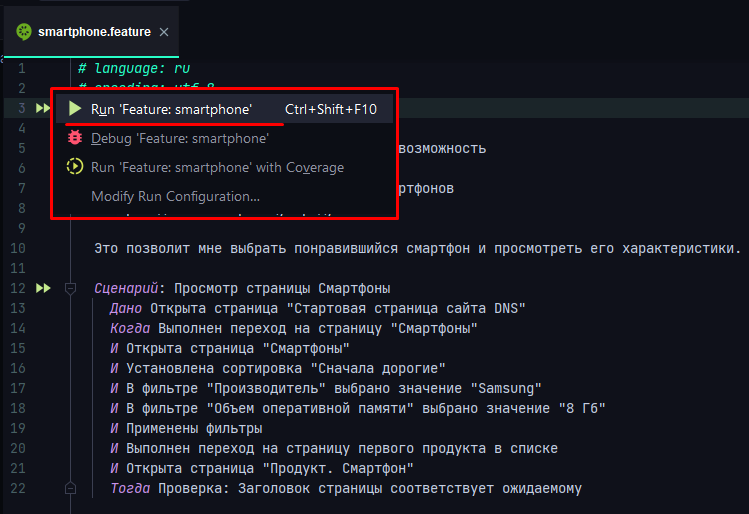 smartphone.feature
1 # language: ru
2
3
4
5 возможность
6
7
8
9
10 Это позволит мне выбрать понравившийся смартфон и просмотреть его характеристики.
11
12 Сценарий: Просмотр страницы Смартфоны
13 Дано Открыта страница "Стартовая страница сайта DNS"
14 Когда Выполнен переход на страницу "Смартфоны"
15 И Открыта страница "Смартфоны"
16 И Установлена сортировка "Сначала дорогие"
17 И В фильтре "Производитель" выбрано значение "Samsung"
18 И В фильтре "Объем оперативной памяти" выбрано значение "8 Гб"
19 И Применены фильтры
20 И Выполнен переход на страницу первого продукта в списке
21 И Открыта страница "Продукт. Смартфон"
22 Тогда Проверка: Заголовок страницы соответствует ожидаемому
Run 'Feature: smartphone' Ctrl+Shift+F10
Debug 'Feature: smartphone'
Run 'Feature: smartphone' with Coverage
Modify Run Configuration...